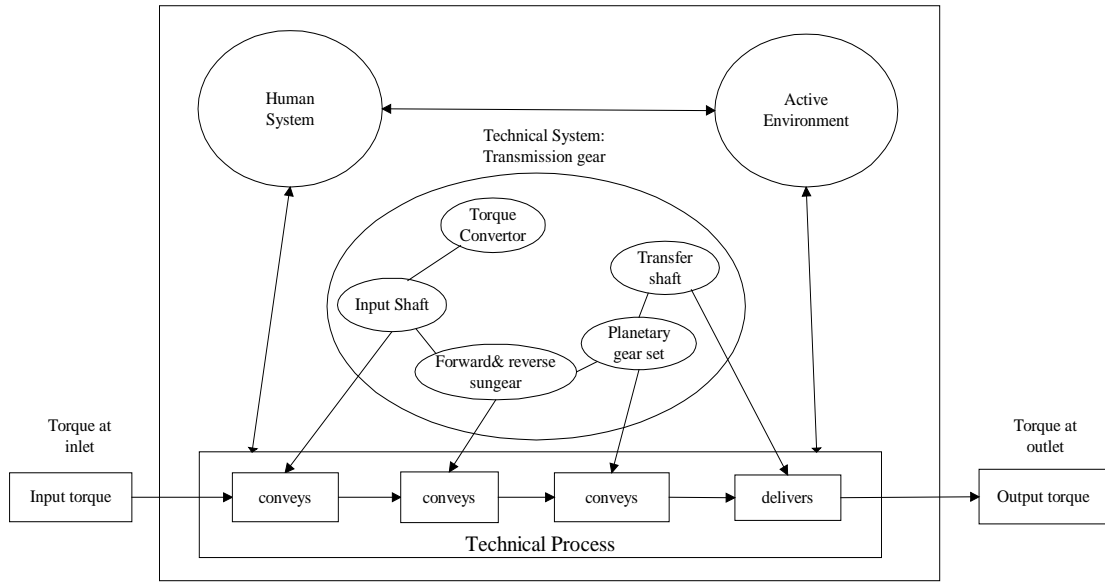 Human
System
Active
Environment
Technical System:
Transmission gear
Torque
Convertor
Transfer
shaft
Input Shaft
Planetary
gear set
Forward& reverse
sungear
Torque at
inlet
Torque at
outlet
Input torque
conveys
conveys
conveys
delivers
Output torque
Technical Process